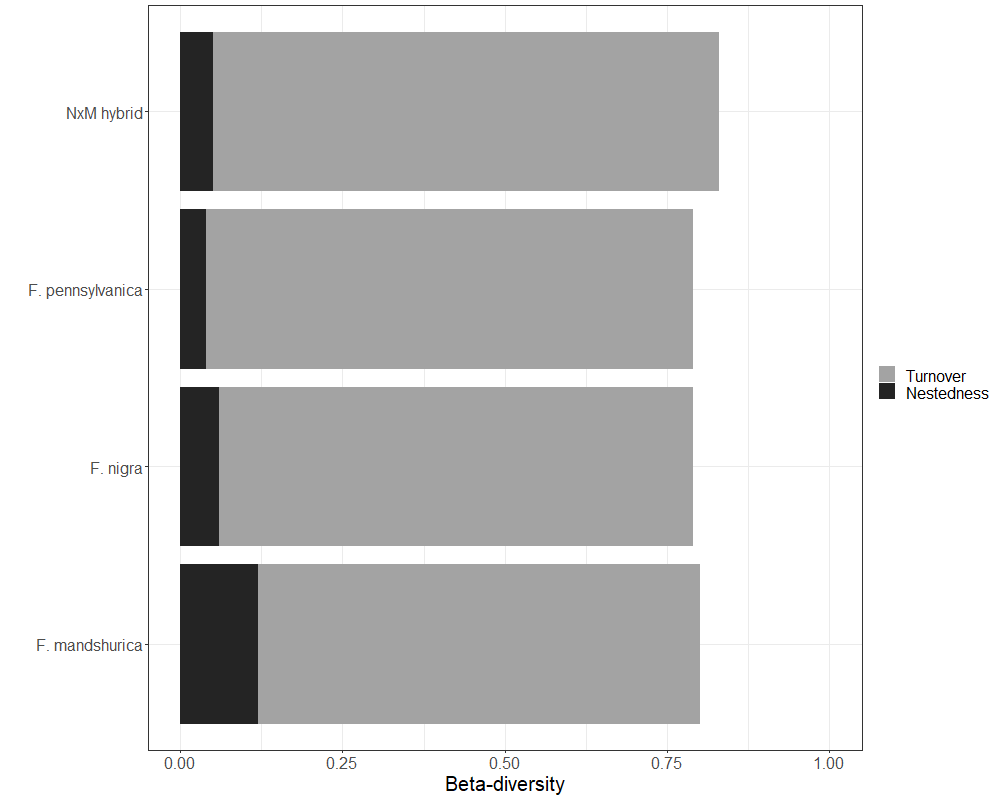 NxM hybrid
F. pennsylvanica
F. nigra
F. mandshurica
0.00 0.25 0.50 0.75 1.00
Beta-diversity
Turnover
Nestedness